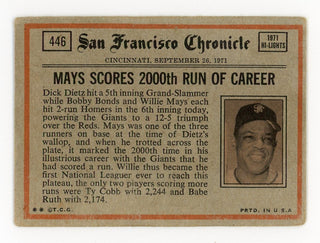 446
San Francisco Chronicle
1971
HI-LIGHTS
CINCINNATI, SEPTEMBER 26, 1971
MAYS SCORES 2000th RUN OF CAREER
Dick Dietz hit a 5th inning Grand-Slammer
while Bobby Bonds and Willie Mays each
hit 2-run Homers in the 6th inning today,
powering the Giants to a 12-5 triumph
over the Reds. Mays was one of the three
runners on base at the time of Dietz's
wallop, and when he trotted across the
plate, it marked the 2000th time in
his illustrious career with the Giants that he
had scored a run. Willie thus became the
first National Leaguer ever to reach this
plateau, the only two players scoring more
runs were Ty Cobb with 2,244 and Babe
Ruth with 2,174.
** ©T.C.G.
PRTD. IN U.S.A